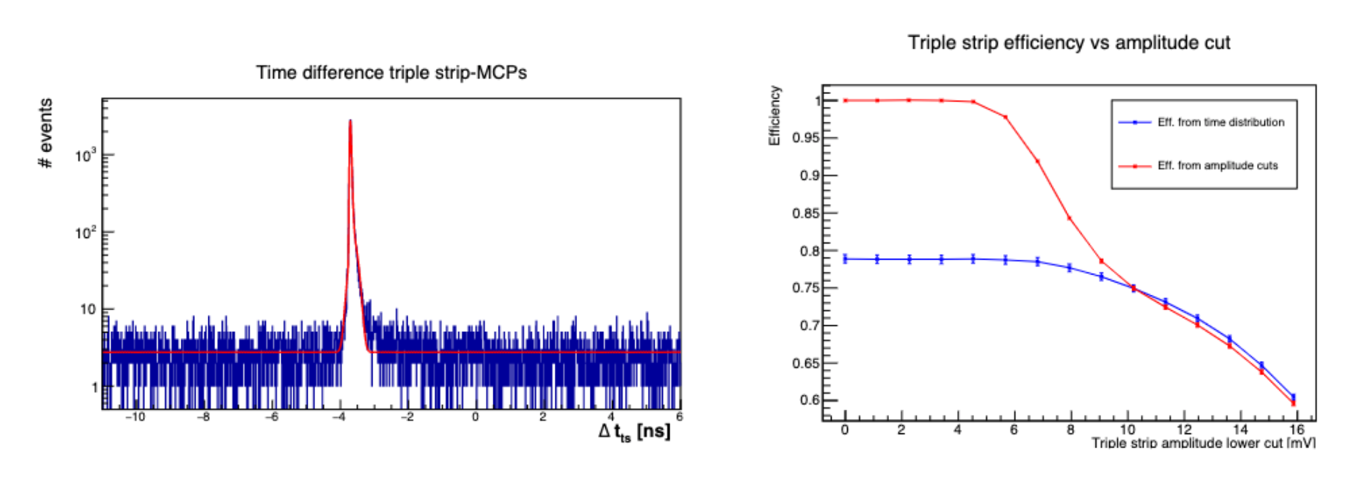 Time difference triple strip-MCPs
# events
10³
10²
10
1
−10 −8 −6 −4 −2 0 2 4 6
Δ t_ts [ns]
Triple strip efficiency vs amplitude cut
Efficiency
1
0.95
0.9
0.85
0.8
0.75
0.7
0.65
0.6
Eff. from time distribution
Eff. from amplitude cuts
0 2 4 6 8 10 12 14 16
Triple strip amplitude lower cut [mV]